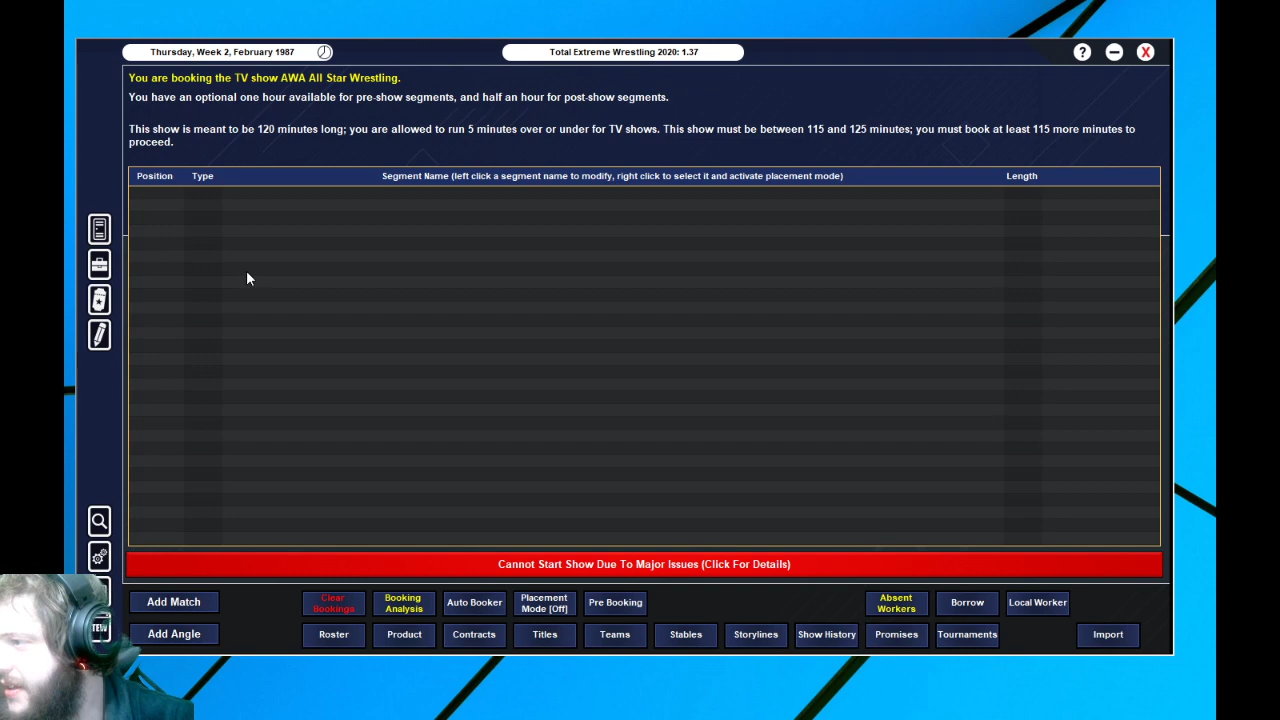 Thursday, Week 2, February 1987
Total Extreme Wrestling 2020: 1.37
?
X
You are booking the TV show AWA All Star Wrestling.
You have an optional one hour available for pre-show segments, and half an hour for post-show segments.
This show is meant to be 120 minutes long; you are allowed to run 5 minutes over or under for TV shows. This show must be between 115 and 125 minutes; you must book at least 115 more minutes to
proceed.
Position Type Segment Name (left click a segment name to modify, right click to select it and activate placement mode) Length
Cannot Start Show Due To Major Issues (Click For Details)
Add Match
Clear
Bookings
Booking
Analysis
Auto Booker
Placement
Mode [Off]
Pre Booking
Absent
Workers
Borrow
Local Worker
TEW
Add Angle
Roster
Product
Contracts
Titles
Teams
Stables
Storylines
Show History
Promises
Tournaments
Import